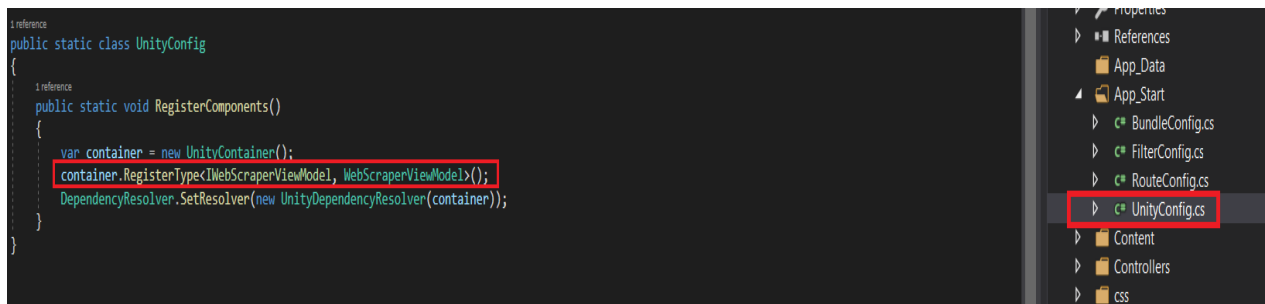 1 reference
public static class UnityConfig
{
1 reference
public static void RegisterComponents()
{
var container = new UnityContainer();
container.RegisterType<IWebScraperViewModel, WebScraperViewModel>();
DependencyResolver.SetResolver(new UnityDependencyResolver(container));
}
}
Properties
References
App_Data
App_Start
C# BundleConfig.cs
C# FilterConfig.cs
C# RouteConfig.cs
C# UnityConfig.cs
Content
Controllers
css